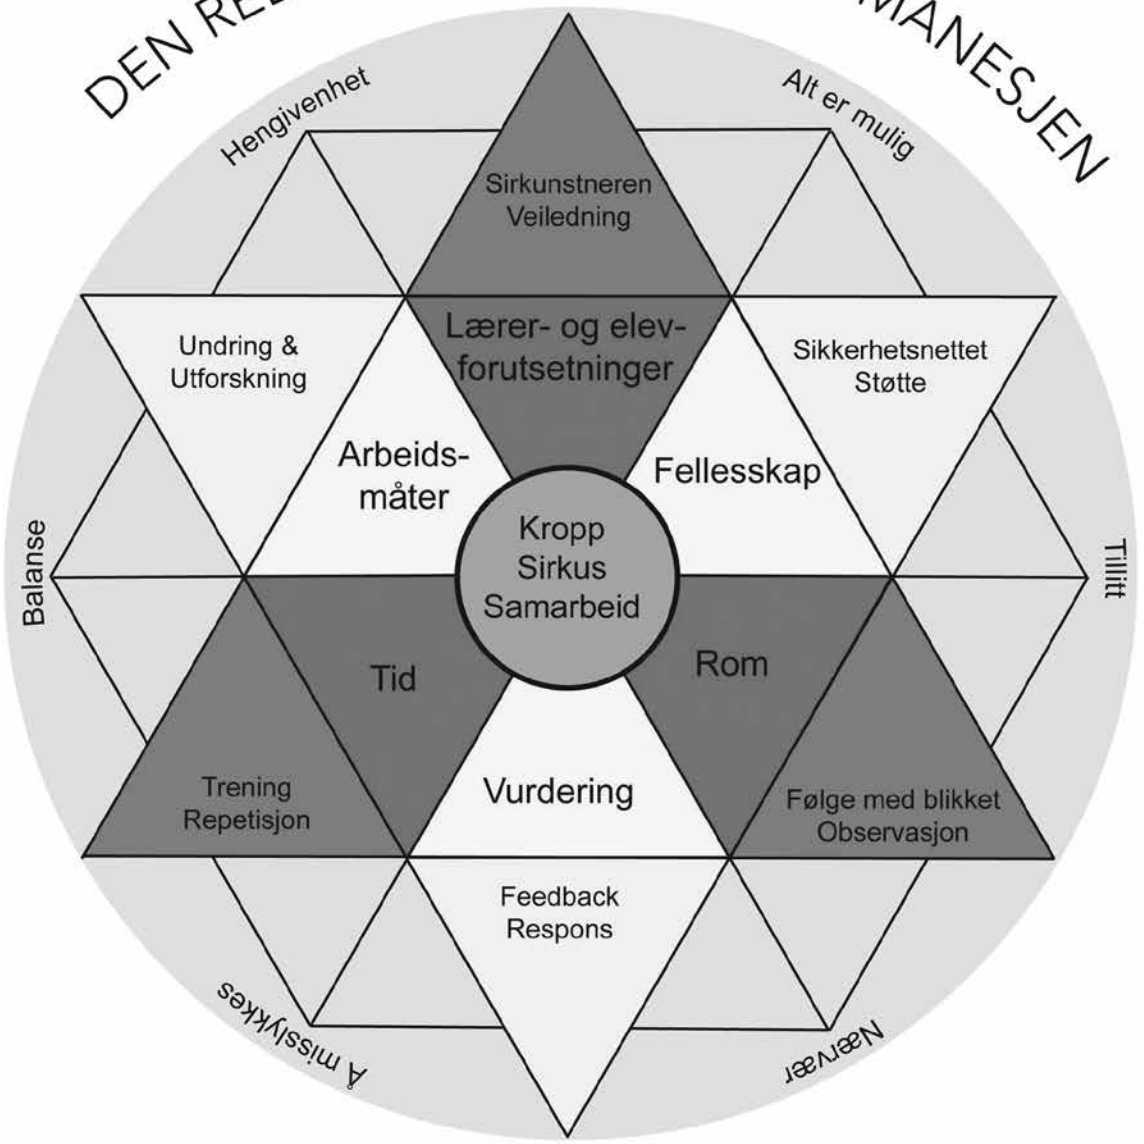 DEN
MANESJEN
Hengivenhet
Alt er mulig
Sirkunstneren
Veiledning
Lærer- og elev-
forutsetninger
Undring &
Utforskning
Sikkerhetsnettet
Støtte
Arbeids-
måter
Fellesskap
Kropp
Sirkus
Samarbeid
Balanse
Tillitt
Tid
Rom
Trening
Repetisjon
Vurdering
Følge med blikket
Observasjon
Feedback
Respons
Å misslykkes
Nærvær